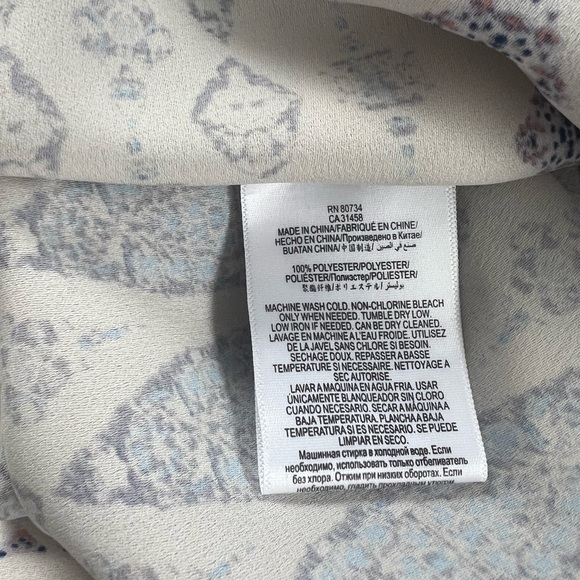 RN 80734
CA 31458
MADE IN CHINA/FABRIQUÉ EN CHINE/
HECHO EN CHINA/Произведено в Китае/
BUATAN CHINA/中国制造/صنع في الصين
100% POLYESTER/POLYESTER/
POLIÉSTER/Полиэстер/POLIESTER/
聚酯纤维/ポリエステル/بوليستر
MACHINE WASH COLD. NON-CHLORINE BLEACH
ONLY WHEN NEEDED. TUMBLE DRY LOW.
LOW IRON IF NEEDED. CAN BE DRY CLEANED.
LAVAGE EN MACHINE A L'EAU FROIDE. UTILISEZ
DE LA JAVEL SANS CHLORE SI BESOIN.
SECHAGE DOUX. REPASSER A BASSE
TEMPERATURE SI NECESSAIRE. NETTOYAGE A
SEC AUTORISE.
LAVAR A MAQUINA EN AGUA FRIA. USAR
ÚNICAMENTE BLANQUEADOR SIN CLORO
CUANDO NECESARIO. SECAR A MÁQUINA A
BAJA TEMPERATURA. PLANCHA A BAJA
TEMPERATURA SI ES NECESARIO. SE PUEDE
LIMPIAR EN SECO.
Машинная стирка в холодной воде. Если
необходимо, использовать только отбеливатель
без хлора. Отжим при низких оборотах. Если
необходимо, гладить прохладным утюгом